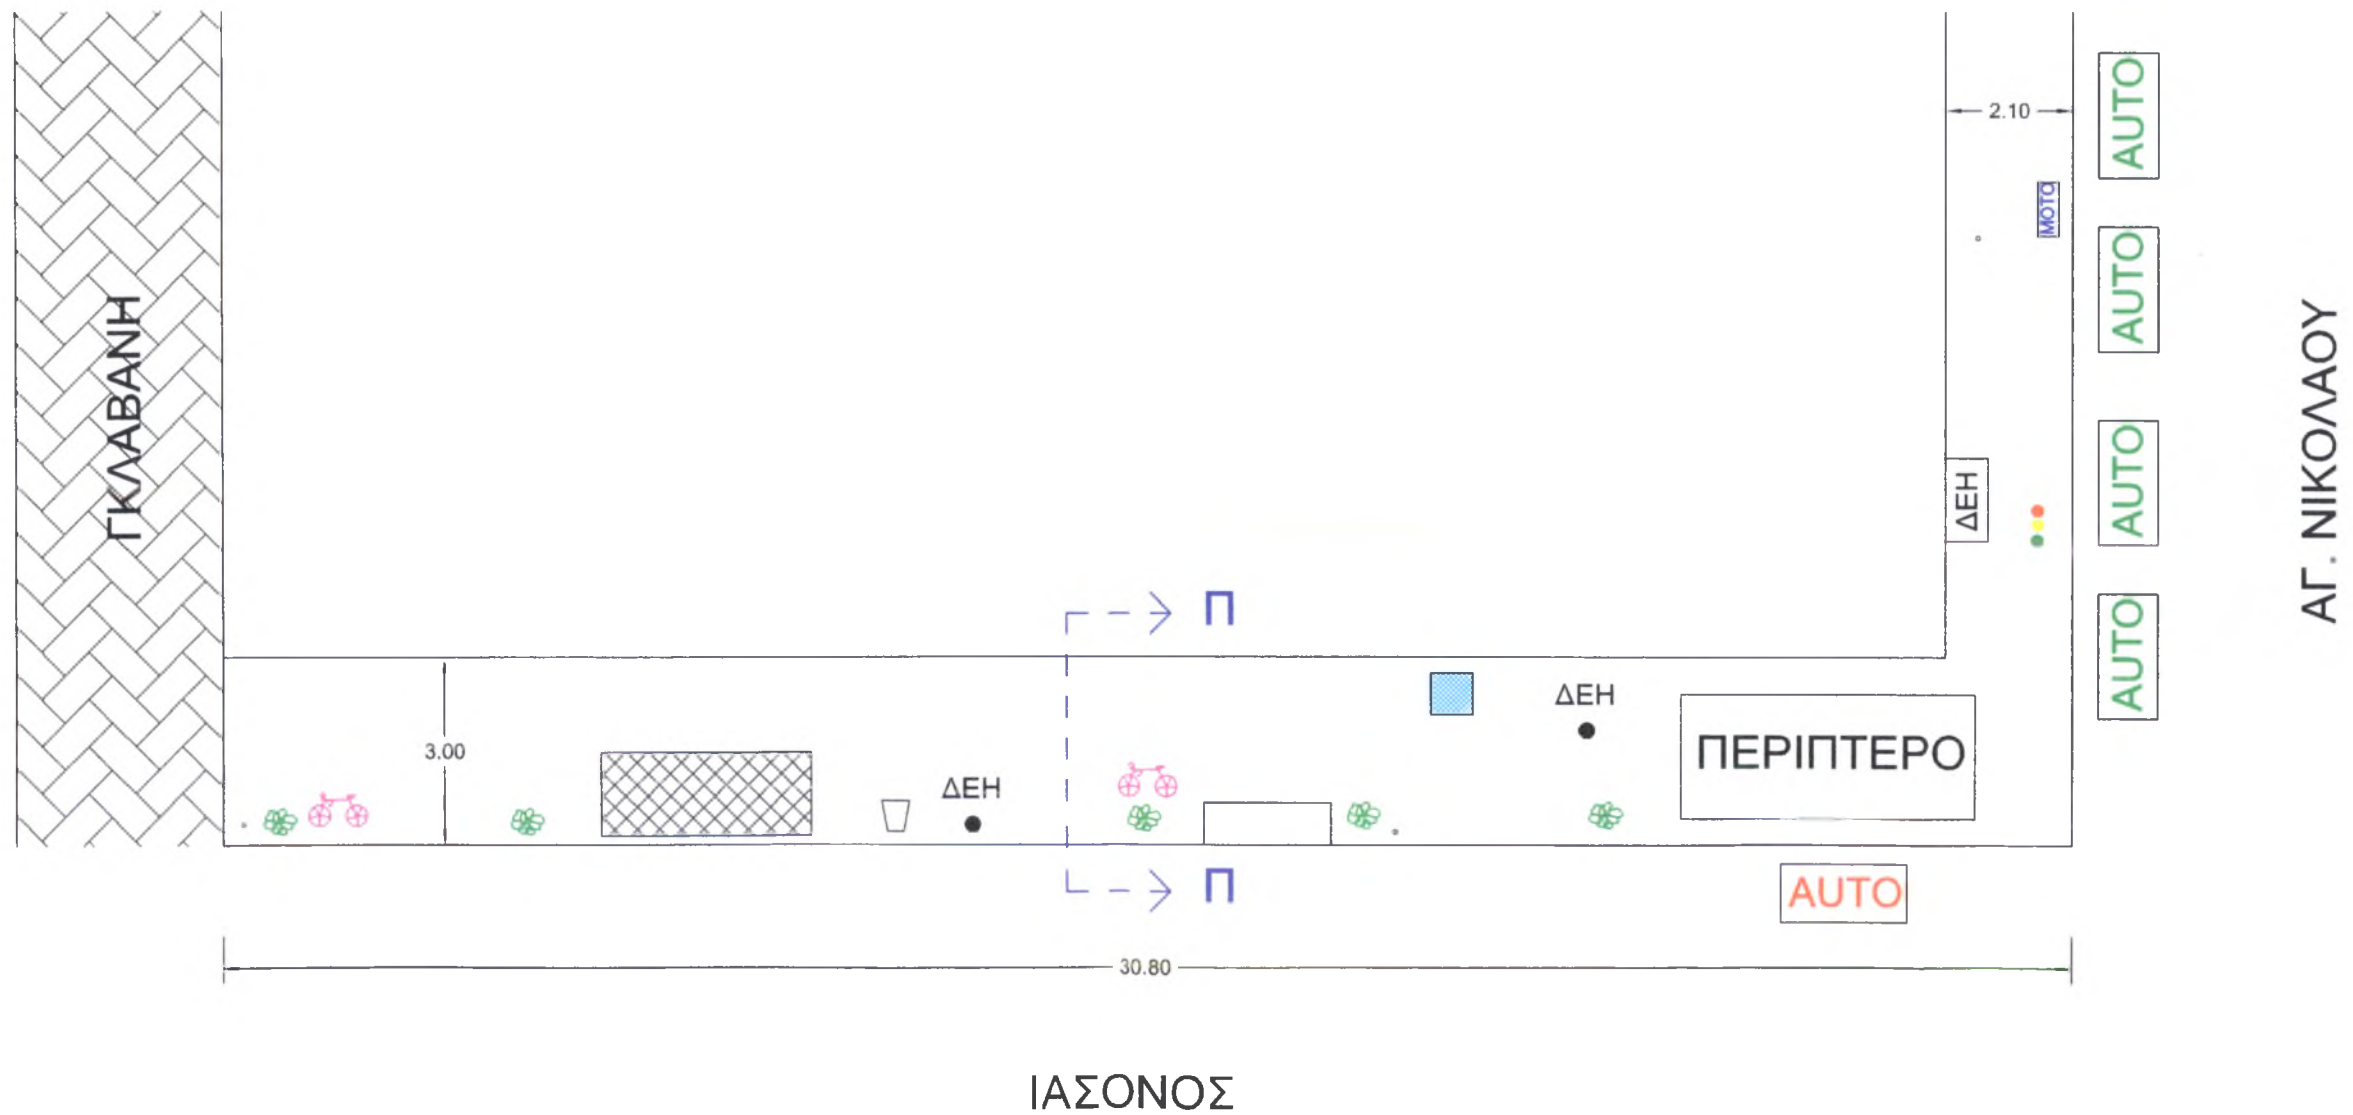 AUTO
2.10
MOTO
AUTO
ΓΚΛΑΒΑΝΗ
ΑΓ. ΝΙΚΟΛΑΟΥ
AUTO
ΔΕΗ
Π
AUTO
ΔΕΗ
3.00
ΠΕΡΙΠΤΕΡΟ
ΔΕΗ
Π
AUTO
30.80
ΙΑΣΟΝΟΣ